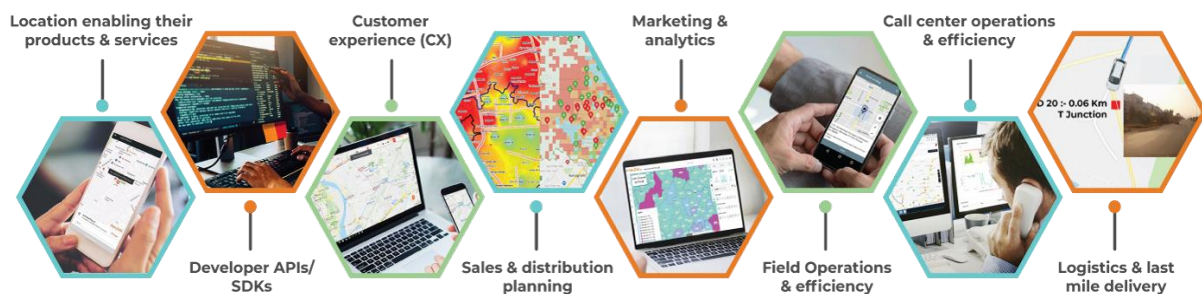 Location enabling their
products & services
Developer APIs/
SDKs
Customer
experience (CX)
Sales & distribution
planning
Marketing &
analytics
Field Operations
& efficiency
Call center operations
& efficiency
D 20 :- 0.06 Km
T Junction
Logistics & last
mile delivery